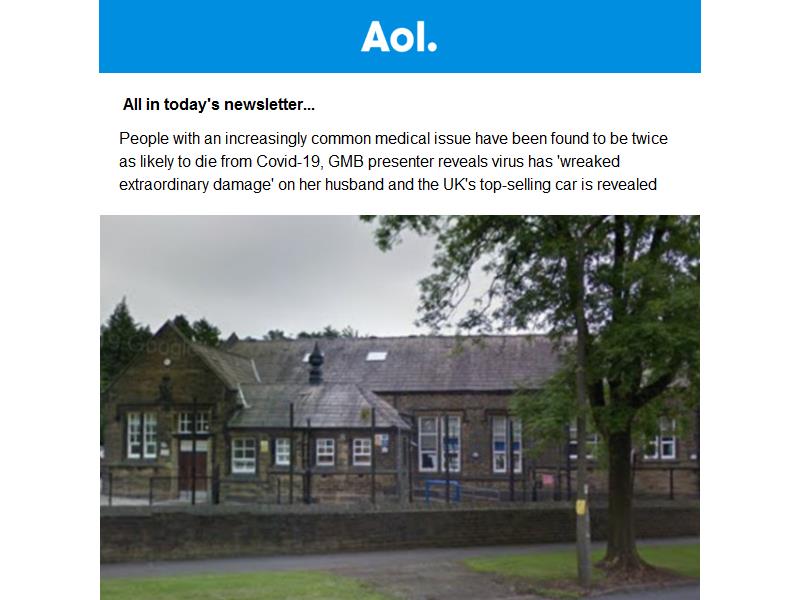 Aol.
All in today's newsletter...
People with an increasingly common medical issue have been found to be twice
as likely to die from Covid-19, GMB presenter reveals virus has 'wreaked
extraordinary damage' on her husband and the UK's top-selling car is revealed
Google